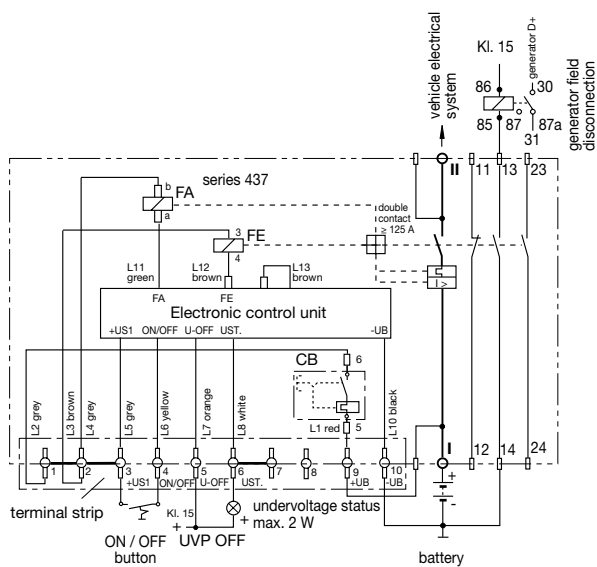 vehicle electrical
system
Kl. 15
generator D+
86
30
85
87
87a
31
generator field
disconnection
II
11
13
23
series 437
b
FA
a
double
contact
≥ 125 A
3
FE
4
L11
green
L12
brown
L13
brown
I >
FA
FE
Electronic control unit
+US1
ON/OFF
U-OFF
UST.
-UB
CB
6
L2 grey
L3 brown
L4 grey
L5 grey
L6 yellow
L7 orange
L8 white
L1 red
5
L10 black
I
12
14
24
1
2
3
4
5
6
7
8
9
10
+US1
ON/OFF
U-OFF
UST.
+UB
-UB
terminal strip
Kl. 15
+
+
undervoltage status
max. 2 W
+
-
ON / OFF
button
UVP OFF
battery